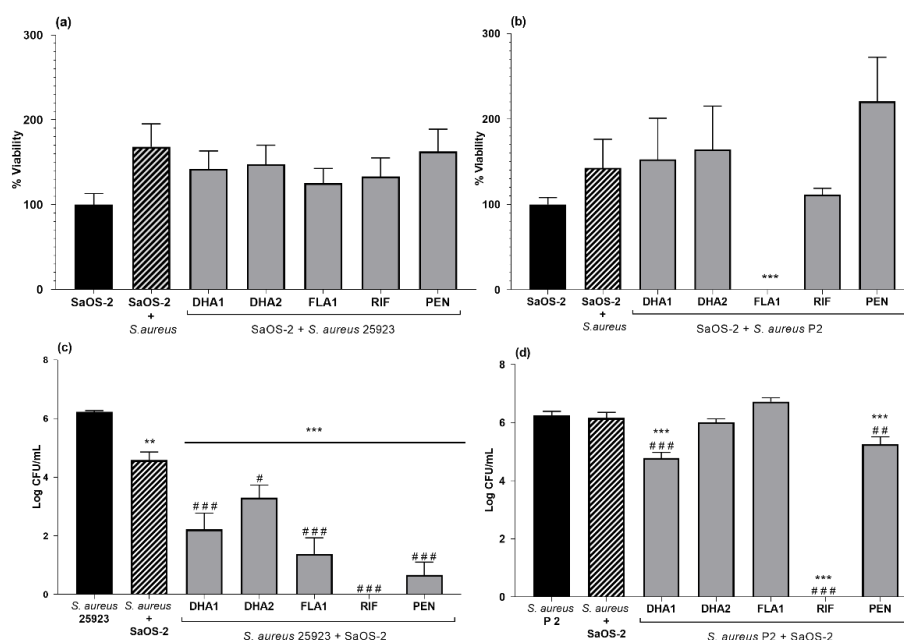 (a)
300
200
100
0
% Viability
SaOS-2
SaOS-2
+
S.aureus
DHA1
DHA2
FLA1
RIF
PEN
SaOS-2 + S. aureus 25923
(b)
300
200
100
0
% Viability
***
SaOS-2
SaOS-2
+
S. aureus
DHA1
DHA2
FLA1
RIF
PEN
SaOS-2 + S. aureus P2
(c)
8
6
4
2
0
Log CFU/mL
**
***
###
#
###
###
###
S. aureus
25923
S. aureus
+ SaOS-2
DHA1
DHA2
FLA1
RIF
PEN
S. aureus 25923 + SaOS-2
(d)
8
6
4
2
0
Log CFU/mL
***
###
***
###
***
##
S. aureus
P 2
S. aureus
+ SaOS-2
DHA1
DHA2
FLA1
RIF
PEN
S. aureus P2 + SaOS-2